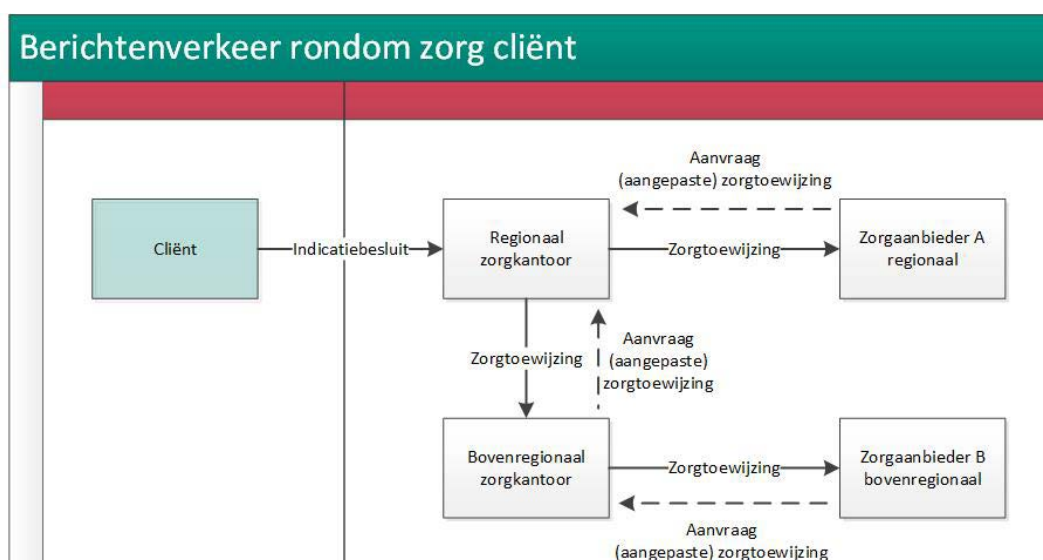 Berichtenverkeer rondom zorg cliënt
Aanvraag
(aangepaste) zorgtoewijzing
Cliënt
Indicatiebesluit
Regionaal
zorgkantoor
Zorgtoewijzing
Zorgaanbieder A
regionaal
Zorgtoewijzing
Aanvraag
(aangepaste)
zorgtoewijzing
Bovenregionaal
zorgkantoor
Zorgtoewijzing
Zorgaanbieder B
bovenregionaal
Aanvraag
(aangepaste) zorgtoewijzing